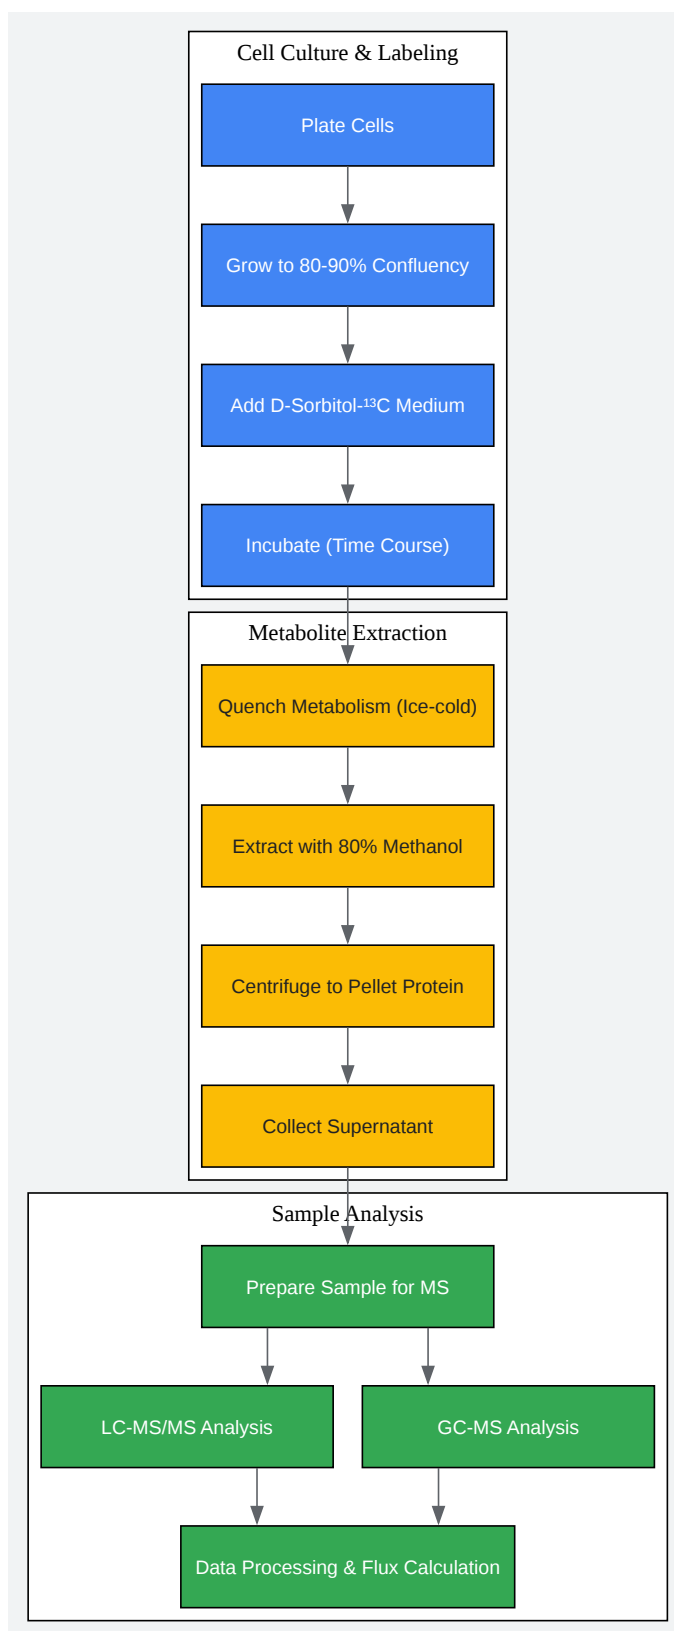 Cell Culture & Labeling
Plate Cells
Grow to 80-90% Confluency
Add D-Sorbitol-¹³C Medium
Incubate (Time Course)
Metabolite Extraction
Quench Metabolism (Ice-cold)
Extract with 80% Methanol
Centrifuge to Pellet Protein
Collect Supernatant
Sample Analysis
Prepare Sample for MS
LC-MS/MS Analysis
GC-MS Analysis
Data Processing & Flux Calculation